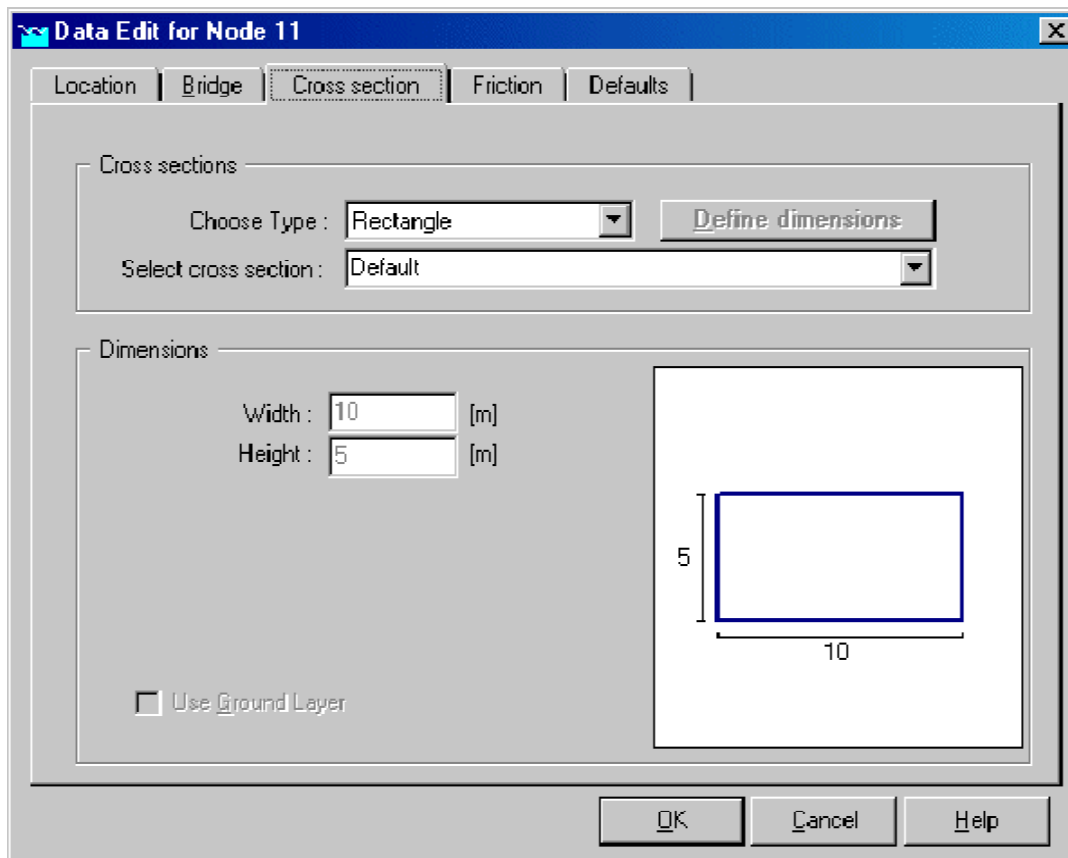 Data Edit for Node 11
Location Bridge Cross section Friction Defaults
Cross sections
Choose Type : Rectangle Define dimensions
Select cross section : Default
Dimensions
Width : 10 [m]
Height : 5 [m]
5
10
Use Ground Layer
OK Cancel Help